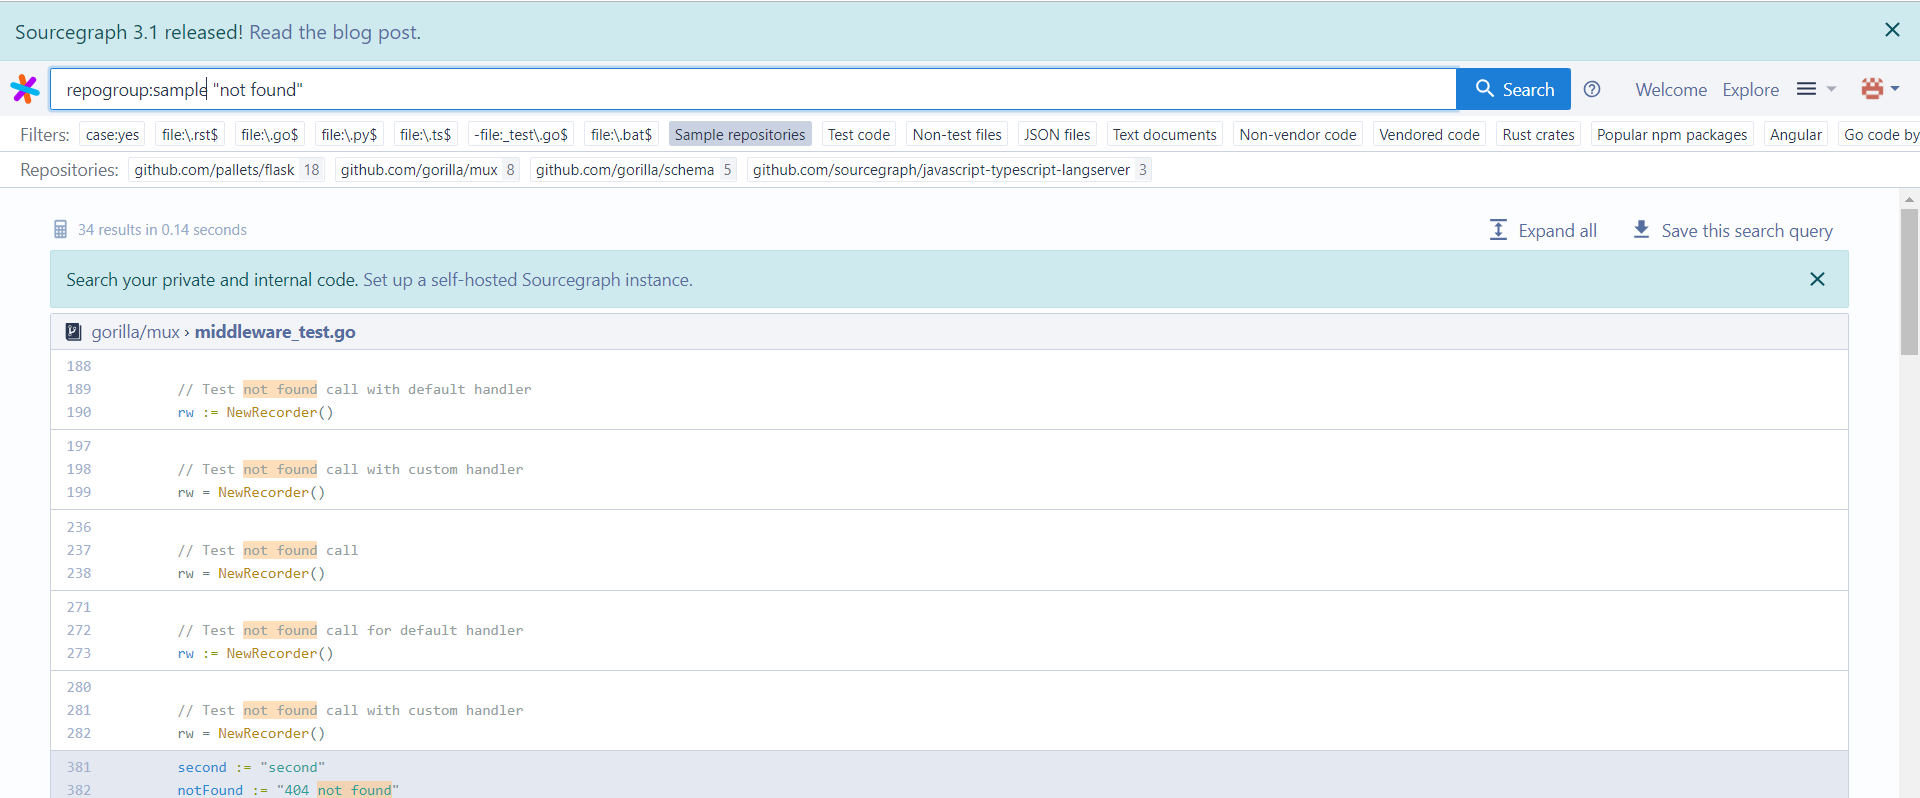 Sourcegraph 3.1 released! Read the blog post.
repogroup:sample "not found" Search Welcome Explore
Filters: case:yes file:\.rst$ file:\.go$ file:\.py$ file:\.ts$ -file:_test\.go$ file:\.bat$ Sample repositories Test code Non-test files JSON files Text documents Non-vendor code Vendored code Rust crates Popular npm packages Angular Go code by
Repositories: github.com/pallets/flask 18 github.com/gorilla/mux 8 github.com/gorilla/schema 5 github.com/sourcegraph/javascript-typescript-langserver 3
34 results in 0.14 seconds Expand all Save this search query
Search your private and internal code. Set up a self-hosted Sourcegraph instance.
gorilla/mux › middleware_test.go
188
189 // Test not found call with default handler
190 rw := NewRecorder()
197
198 // Test not found call with custom handler
199 rw = NewRecorder()
236
237 // Test not found call
238 rw = NewRecorder()
271
272 // Test not found call for default handler
273 rw := NewRecorder()
280
281 // Test not found call with custom handler
282 rw = NewRecorder()
381 second := "second"
382 notFound := "404 not found"